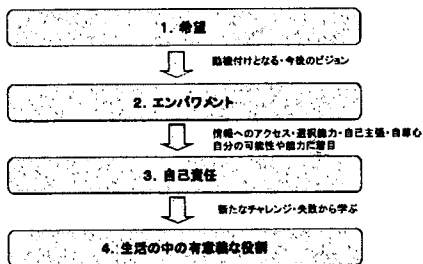 1. 希望
動機付けとなる・今後のビジョン
2. エンパワメント
情報へのアクセス・選択能力・自己主張・自尊心
自分の可能性や能力に着目
3. 自己責任
新たなチャレンジ・失敗から学ぶ
4. 生活の中の有意義な役割